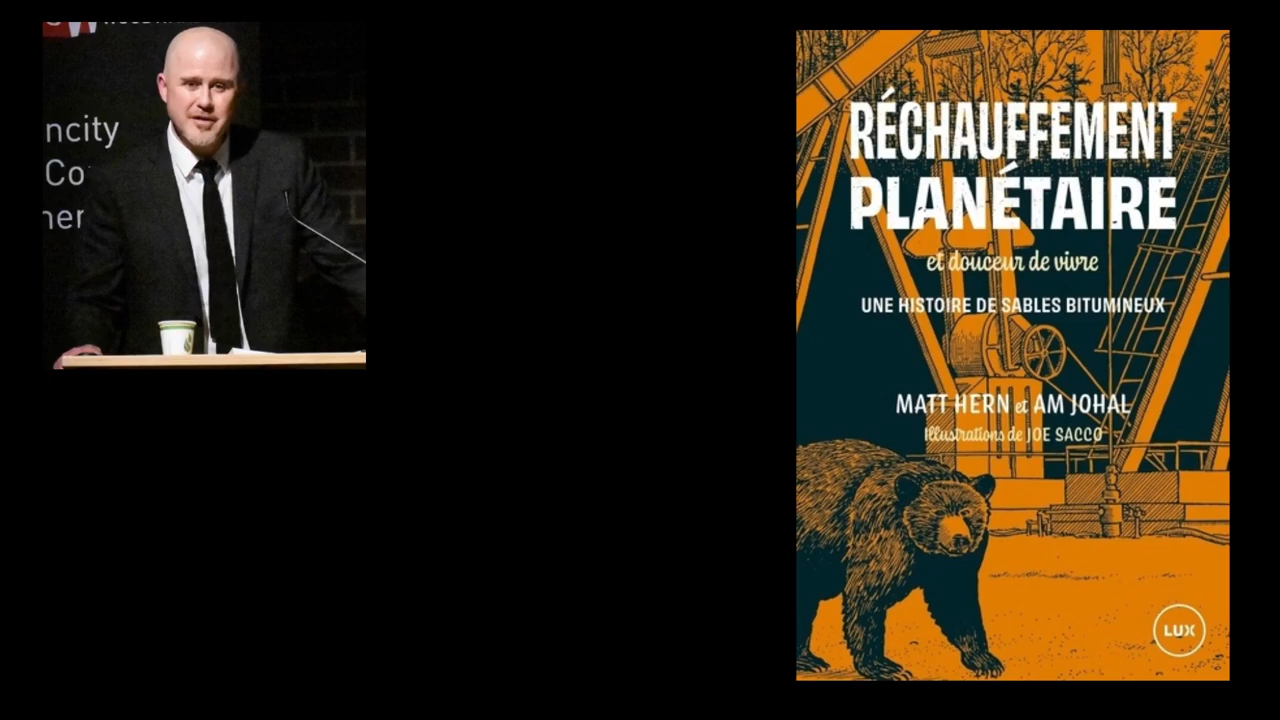 ncity
Co
ner
RÉCHAUFFEMENT
PLANÉTAIRE
et douceur de vivre
UNE HISTOIRE DE SABLES BITUMINEUX
MATT HERN et AM JOHAL
Illustrations de JOE SACCO
LUX